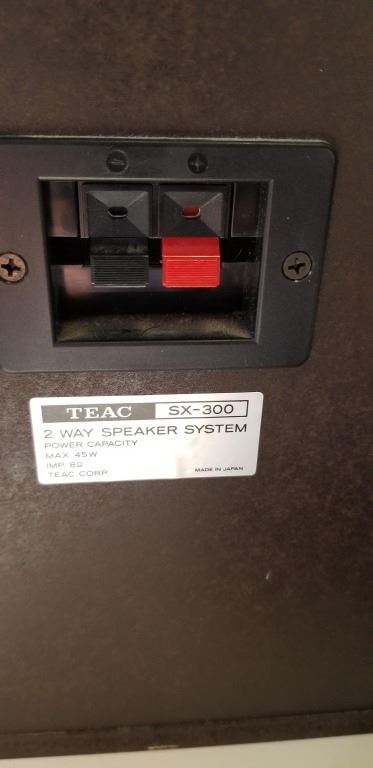 - +
TEAC SX-300
2 WAY SPEAKER SYSTEM
POWER CAPACITY
MAX. 45W
IMP. 8Ω
TEAC CORP. MADE IN JAPAN